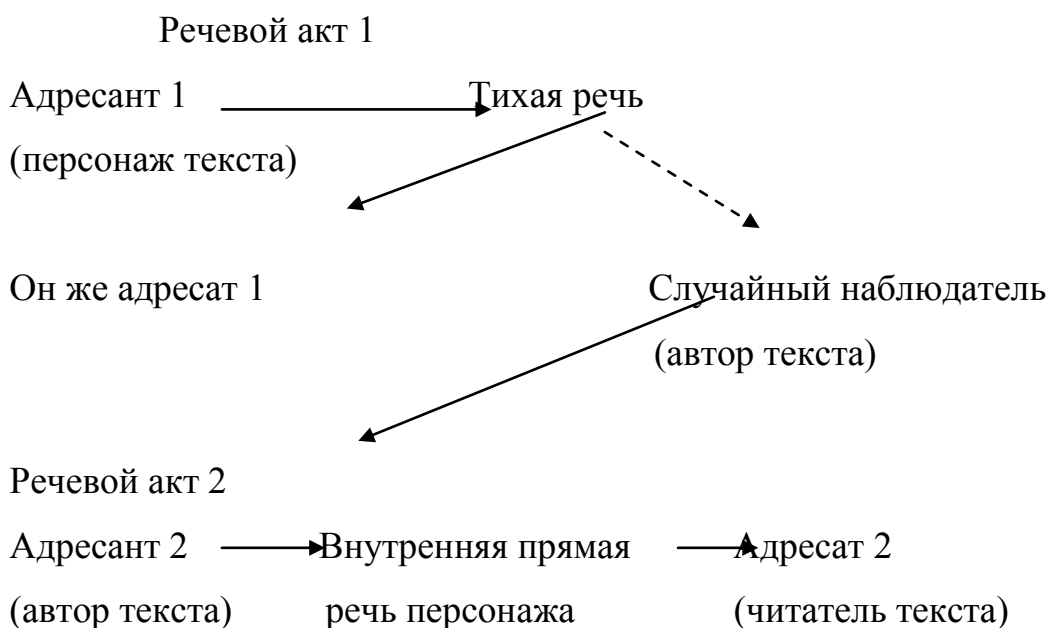 Речевой акт 1
Адресант 1 Тихая речь
(персонаж текста)
Он же адресат 1 Случайный наблюдатель
(автор текста)
Речевой акт 2
Адресант 2 Внутренняя прямая Адресат 2
(автор текста) речь персонажа (читатель текста)